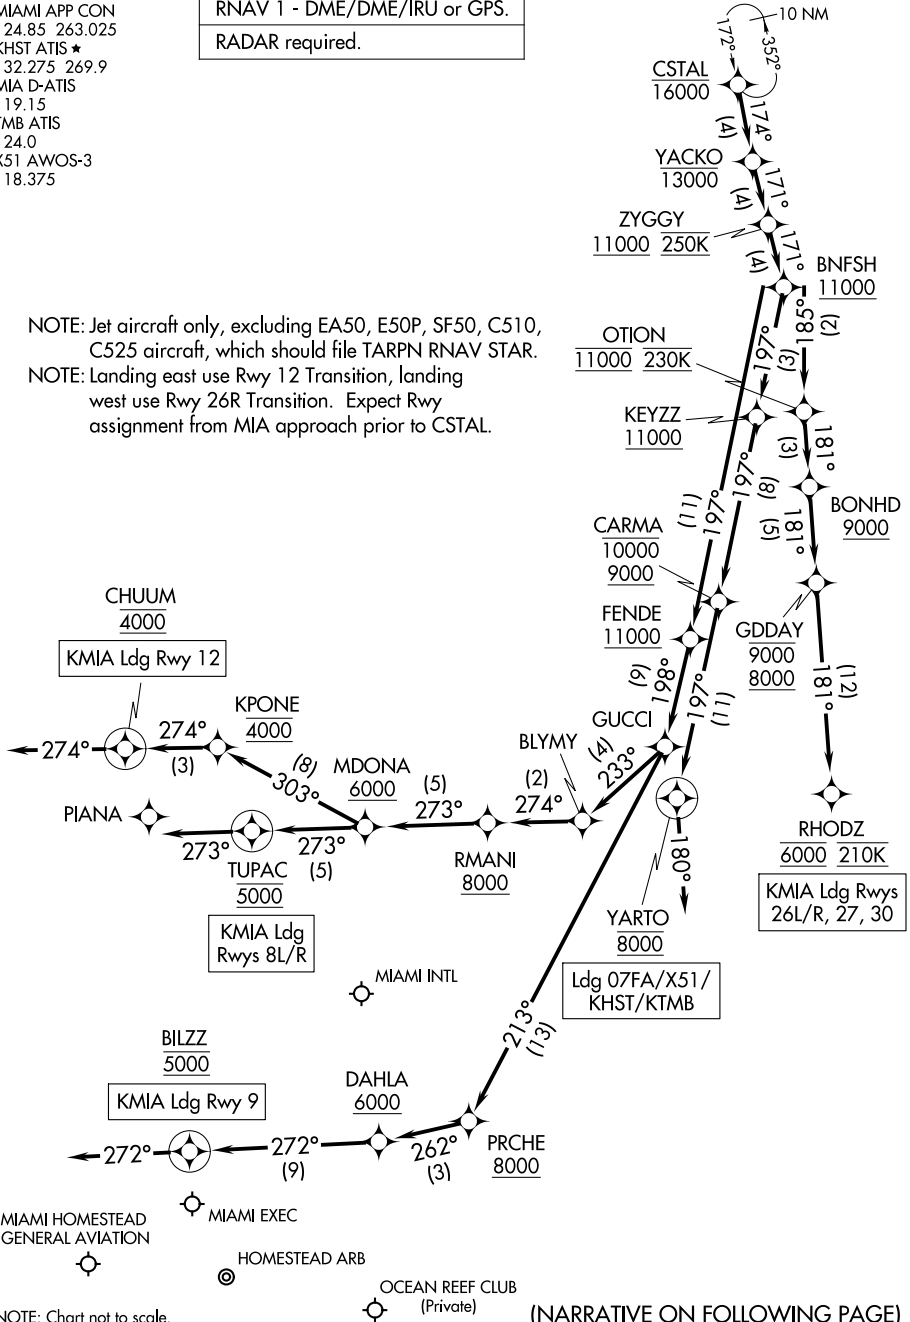 MIAMI APP CON
24.85 263.025
KHST ATIS ★
32.275 269.9
MIA D-ATIS
19.15
TMB ATIS
24.0
X51 AWOS-3
18.375
RNAV 1 - DME/DME/IRU or GPS.
RADAR required.
10 NM
172°
352°
CSTAL
16000
174°
(4)
YACKO
13000
171°
(4)
ZYGGY
11000 250K
171°
(4)
BNFSH
11000
NOTE: Jet aircraft only, excluding EA50, E50P, SF50, C510,
C525 aircraft, which should file TARPN RNAV STAR.
NOTE: Landing east use Rwy 12 Transition, landing
west use Rwy 26R Transition. Expect Rwy
assignment from MIA approach prior to CSTAL.
OTION
11000 230K
197°
(3)
185°
(2)
KEYZZ
11000
181°
(3)
197°
(8)
197°
(11)
BONHD
9000
181°
(5)
CARMA
10000
9000
FENDE
11000
GDDAY
9000
8000
198°
(9)
197°
(11)
181°
(12)
CHUUM
4000
KMIA Ldg Rwy 12
KPONE
4000
GUCCI
BLYMY
(4)
233°
274°
274°
(3)
(8)
303°
MDONA
6000
(5)
273°
(2)
274°
PIANA
273°
TUPAC
5000
273°
(5)
RMANI
8000
180°
RHODZ
6000 210K
KMIA Ldg Rwys
26L/R, 27, 30
KMIA Ldg
Rwys 8L/R
YARTO
8000
Ldg 07FA/X51/
KHST/KTMB
MIAMI INTL
213°
(13)
BILZZ
5000
KMIA Ldg Rwy 9
DAHLA
6000
272°
272°
(9)
262°
(3)
PRCHE
8000
MIAMI EXEC
MIAMI HOMESTEAD
GENERAL AVIATION
HOMESTEAD ARB
OCEAN REEF CLUB
(Private)
NOTE: Chart not to scale.
(NARRATIVE ON FOLLOWING PAGE)